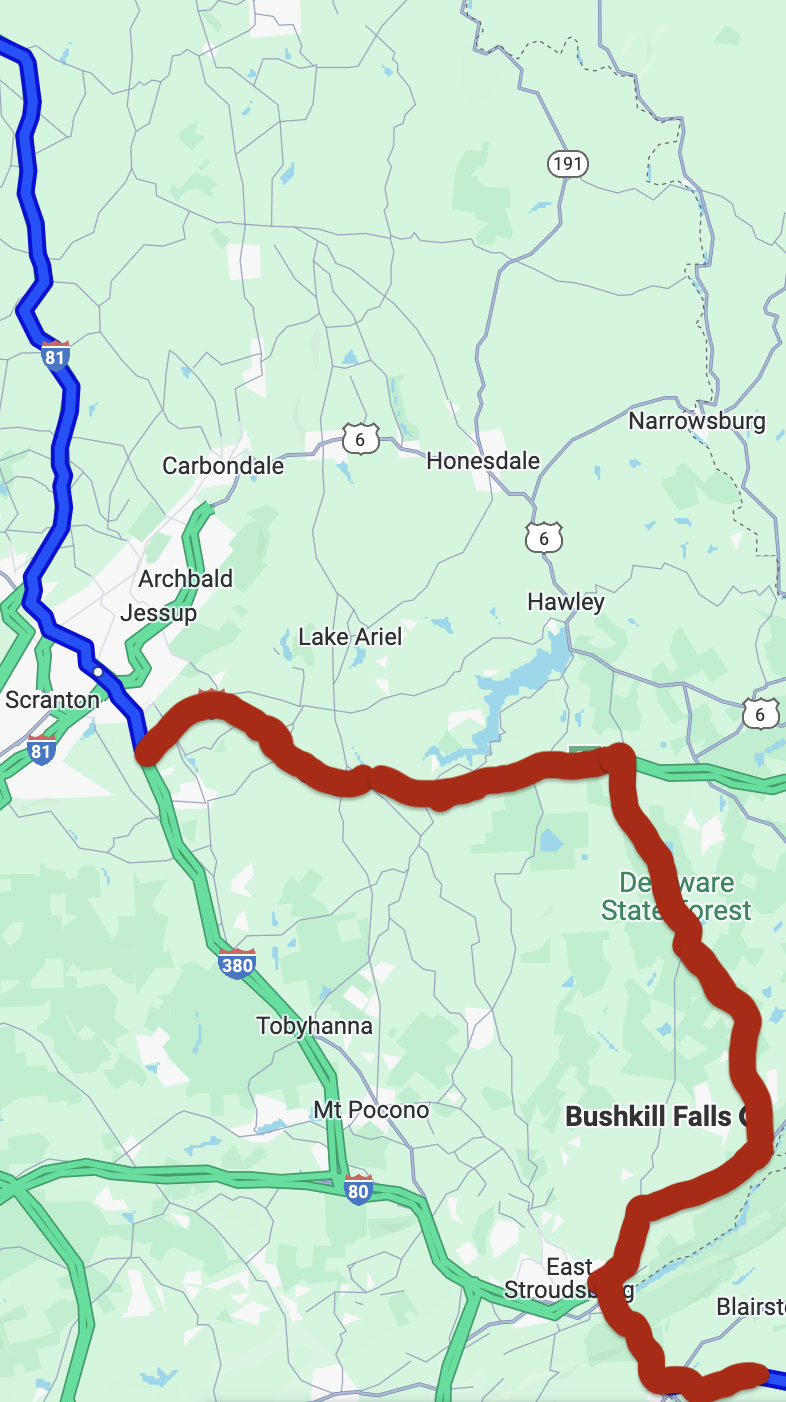 191
81
Narrowsburg
6
Carbondale
Honesdale
6
Archbald
Hawley
Jessup
Lake Ariel
Scranton
6
81
Delaware
State Forest
380
Tobyhanna
Mt Pocono
Bushkill Falls
80
East
Stroudsburg
Blairst